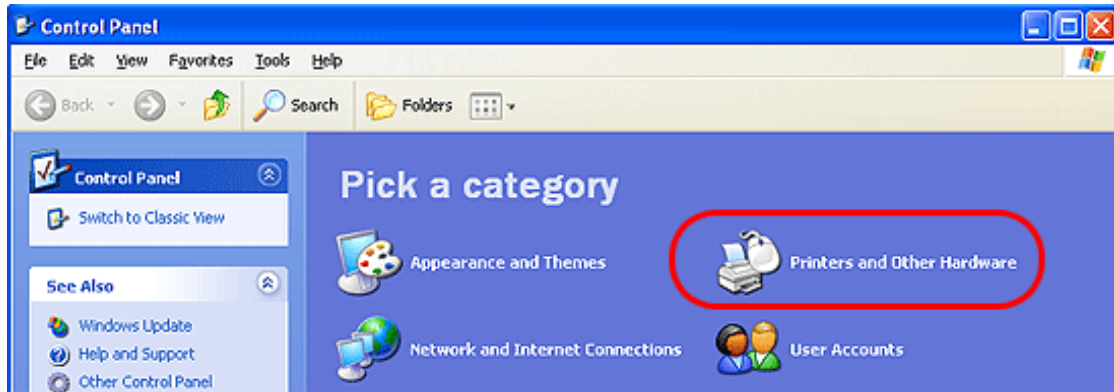 Control Panel
File Edit View Favorites Tools Help
Back Search Folders
Control Panel
Switch to Classic View
See Also
Windows Update
Help and Support
Other Control Panel
Pick a category
Appearance and Themes Printers and Other Hardware
Network and Internet Connections User Accounts